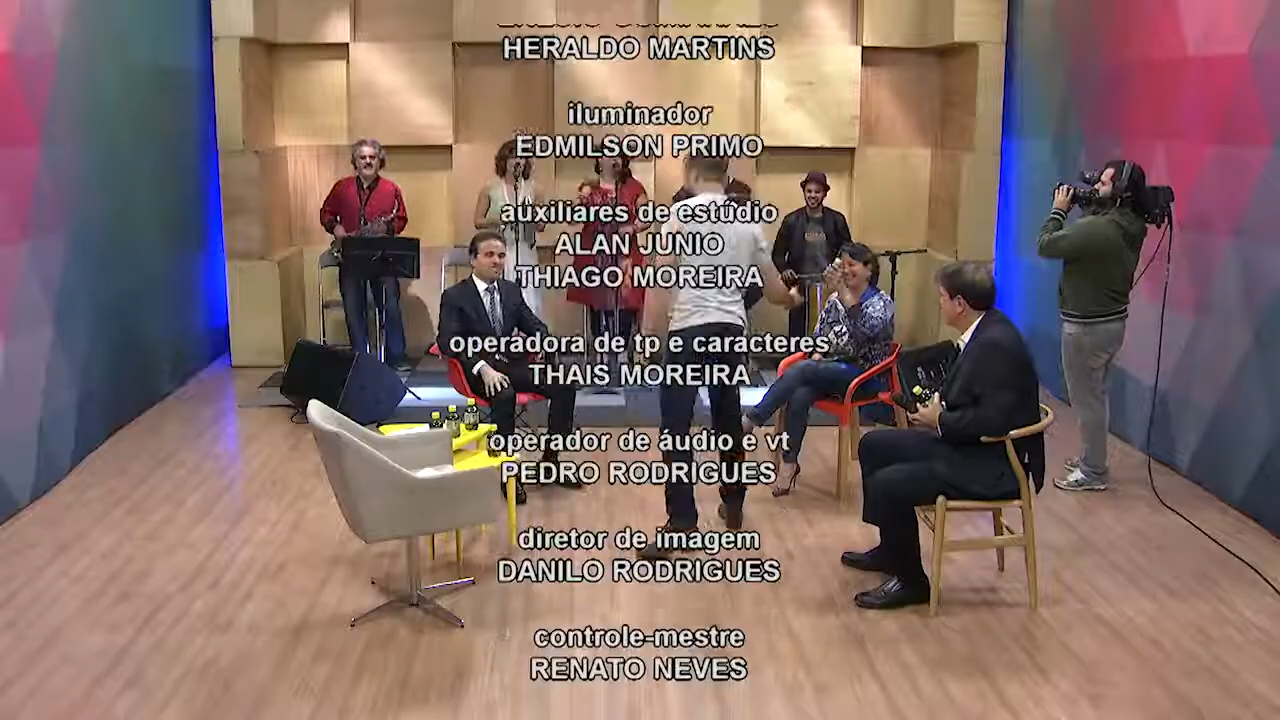 HERALDO MARTINS
iluminador
EDMILSON PRIMO
auxiliares de estúdio
ALAN JUNIO
THIAGO MOREIRA
operadora de tp e caracteres
THAIS MOREIRA
operador de áudio e vt
PEDRO RODRIGUES
diretor de imagem
DANILO RODRIGUES
controle-mestre
RENATO NEVES